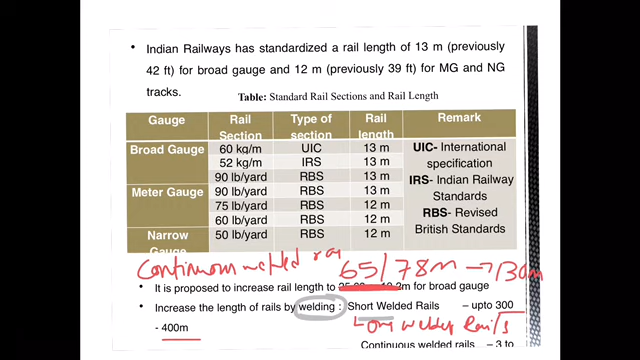 • Indian Railways has standardized a rail length of 13 m (previously
42 ft) for broad gauge and 12 m (previously 39 ft) for MG and NG
tracks.
Table: Standard Rail Sections and Rail Length
Gauge Rail Section Type of section Rail length Remark
Broad Gauge 60 kg/m UIC 13 m UIC- International
52 kg/m IRS 13 m specification
90 lb/yard RBS 13 m IRS- Indian Railway
Meter Gauge 90 lb/yard RBS 13 m Standards
75 lb/yard RBS 12 m RBS- Revised
60 lb/yard RBS 12 m British Standards
Narrow Gauge 50 lb/yard RBS 12 m
Continuous welded rail
65/78m → 130m
• It is proposed to increase rail length to for broad gauge
• Increase the length of rails by welding : Short Welded Rails – upto 300
- 400m
Long welded Rails
Continuous welded rails – 3 to